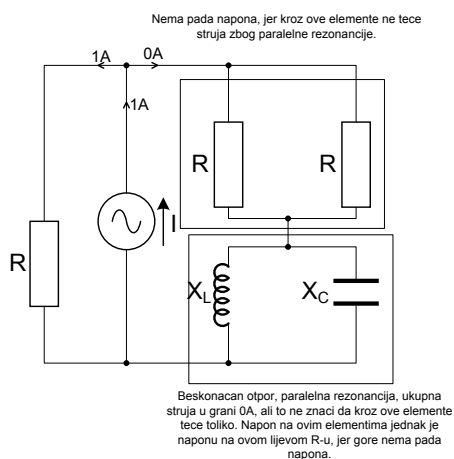 Nema pada napona, jer kroz ove elemente ne tece
struja zbog paralelne rezonancije.
1A
0A
1A
R
R
I
R
XL
XC
Beskonacan otpor, paralelna rezonancija, ukupna
struja u grani 0A, ali to ne znaci da kroz ove elemente
tece toliko. Napon na ovim elementima jednak je
naponu na ovom lijevom R-u, jer gore nema pada
napona.